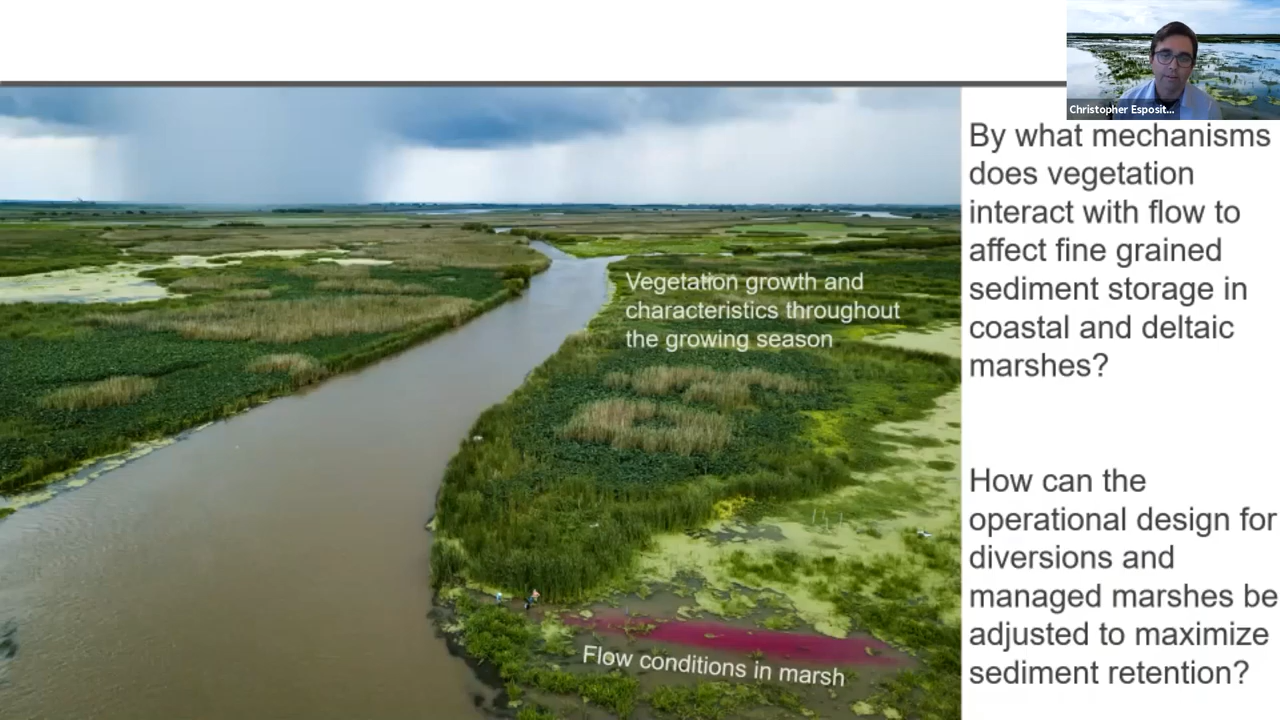 Christopher Esposit...
By what mechanisms
does vegetation
interact with flow to
affect fine grained
sediment storage in
coastal and deltaic
marshes?
How can the
operational design for
diversions and
managed marshes be
adjusted to maximize
sediment retention?
Vegetation growth and
characteristics throughout
the growing season
Flow conditions in marsh